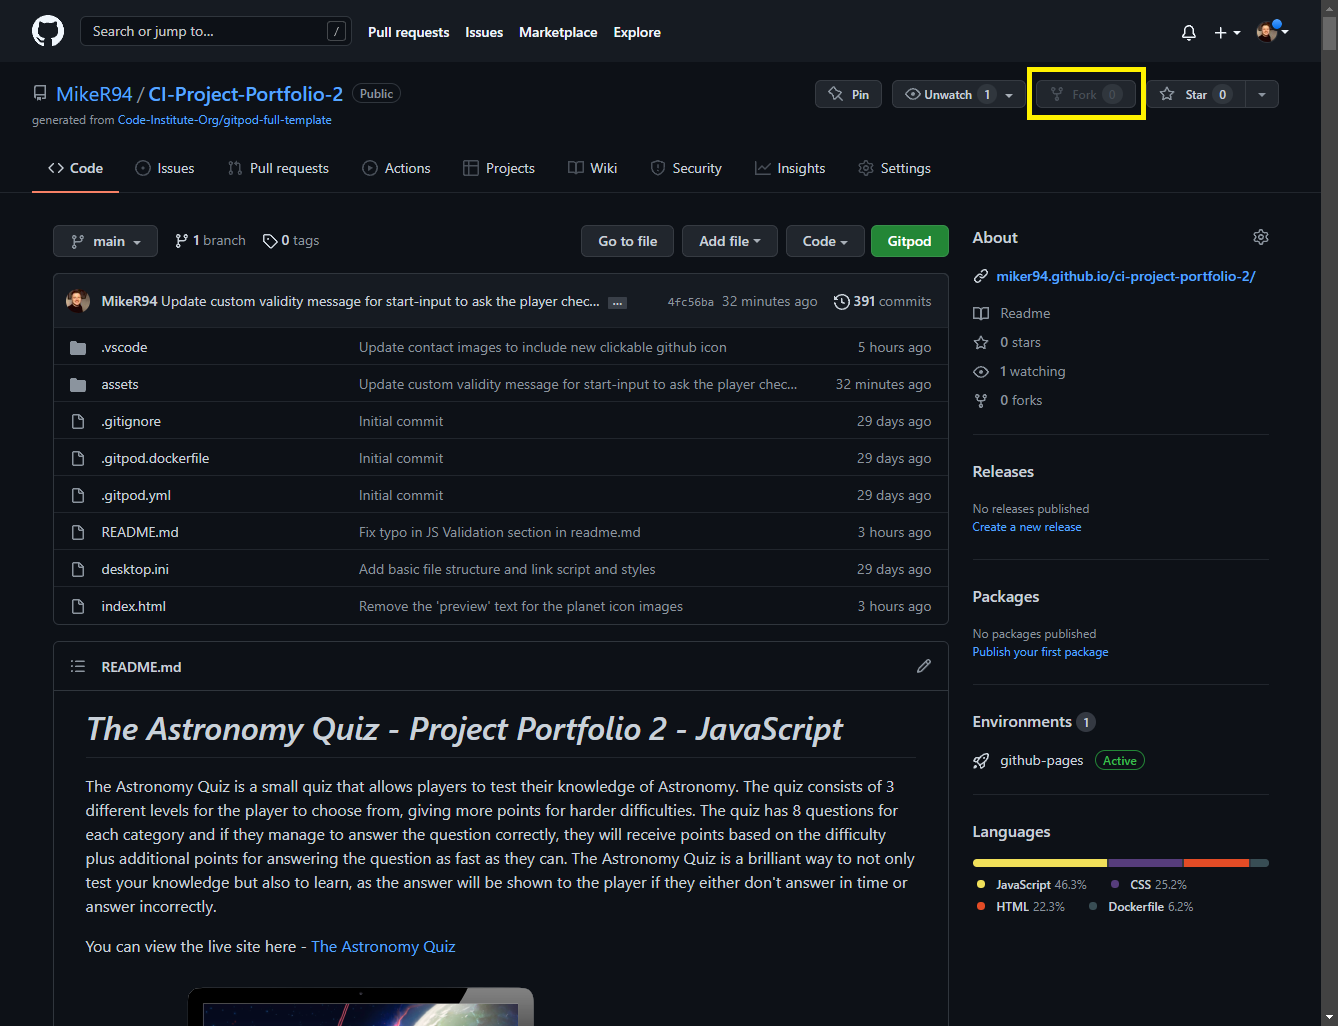 Search or jump to... /
Pull requests Issues Marketplace Explore
MikeR94 / CI-Project-Portfolio-2 Public
Pin Unwatch 1 Fork 0 Star 0
generated from Code-Institute-Org/gitpod-full-template
Code Issues Pull requests Actions Projects Wiki Security Insights Settings
main 1 branch 0 tags Go to file Add file Code Gitpod
MikeR94 Update custom validity message for start-input to ask the player chec... ... 4fc56ba 32 minutes ago 391 commits
.vscode Update contact images to include new clickable github icon 5 hours ago
assets Update custom validity message for start-input to ask the player chec... 32 minutes ago
.gitignore Initial commit 29 days ago
.gitpod.dockerfile Initial commit 29 days ago
.gitpod.yml Initial commit 29 days ago
README.md Fix typo in JS Validation section in readme.md 3 hours ago
desktop.ini Add basic file structure and link script and styles 29 days ago
index.html Remove the 'preview' text for the planet icon images 3 hours ago
README.md
The Astronomy Quiz - Project Portfolio 2 - JavaScript
The Astronomy Quiz is a small quiz that allows players to test their knowledge of Astronomy. The quiz consists of 3
different levels for the player to choose from, giving more points for harder difficulties. The quiz has 8 questions for
each category and if they manage to answer the question correctly, they will receive points based on the difficulty
plus additional points for answering the question as fast as they can. The Astronomy Quiz is a brilliant way to not only
test your knowledge but also to learn, as the answer will be shown to the player if they either don't answer in time or
answer incorrectly.
You can view the live site here - The Astronomy Quiz
About
miker94.github.io/ci-project-portfolio-2/
Readme
0 stars
1 watching
0 forks
Releases
No releases published
Create a new release
Packages
No packages published
Publish your first package
Environments 1
github-pages Active
Languages
JavaScript 46.3% CSS 25.2%
HTML 22.3% Dockerfile 6.2%